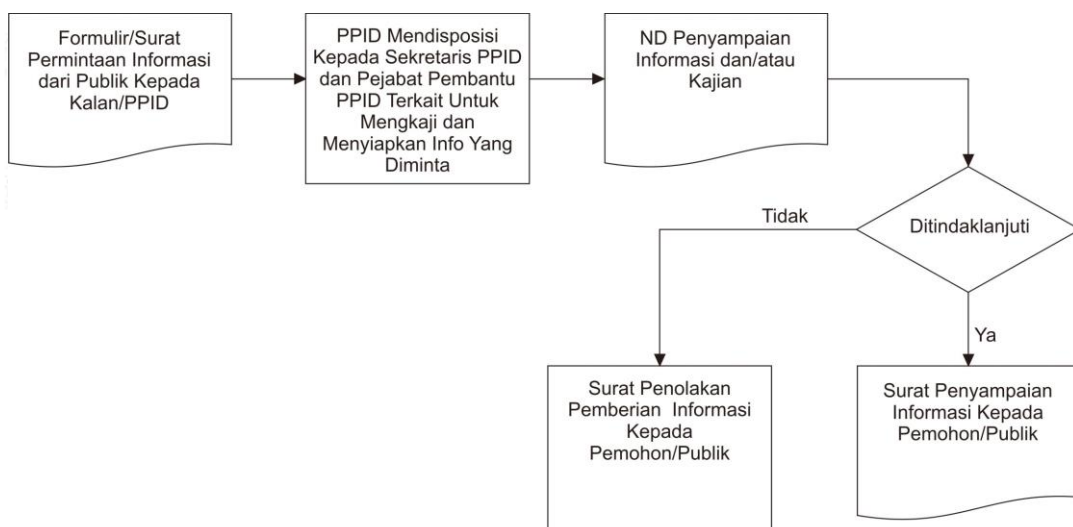 Formulir/Surat
Permintaan Informasi
dari Publik Kepada
Kalan/PPID
PPID Mendisposisi
Kepada Sekretaris PPID
dan Pejabat Pembantu
PPID Terkait Untuk
Mengkaji dan
Menyiapkan Info Yang
Diminta
ND Penyampaian
Informasi dan/atau
Kajian
Ditindaklanjuti
Tidak
Ya
Surat Penolakan
Pemberian Informasi
Kepada
Pemohon/Publik
Surat Penyampaian
Informasi Kepada
Pemohon/Publik